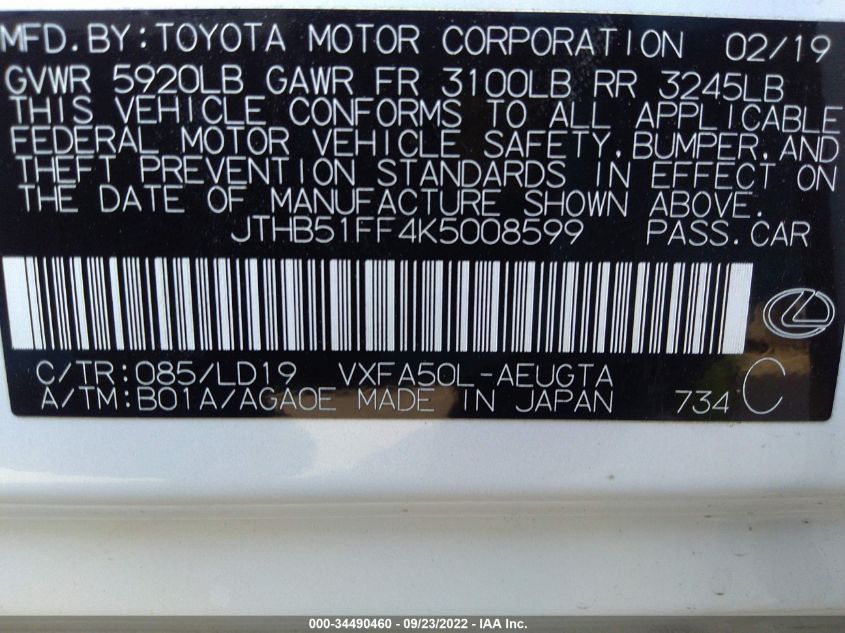 MFD.BY:TOYOTA MOTOR CORPORATION 02/19
GVWR 5920LB GAWR FR 3100LB RR 3245LB
THIS VEHICLE CONFORMS TO ALL APPLICABLE
FEDERAL MOTOR VEHICLE SAFETY,BUMPER,AND
THEFT PREVENTION STANDARDS IN EFFECT ON
THE DATE OF MANUFACTURE SHOWN ABOVE.
JTHB51FF4K5008599 PASS.CAR
C/TR:085/LD19 VXFA50L-AEUGTA
A/TM:B01A/AGA0E MADE IN JAPAN 734 C
000-34490460 - 09/23/2022 - IAA Inc.